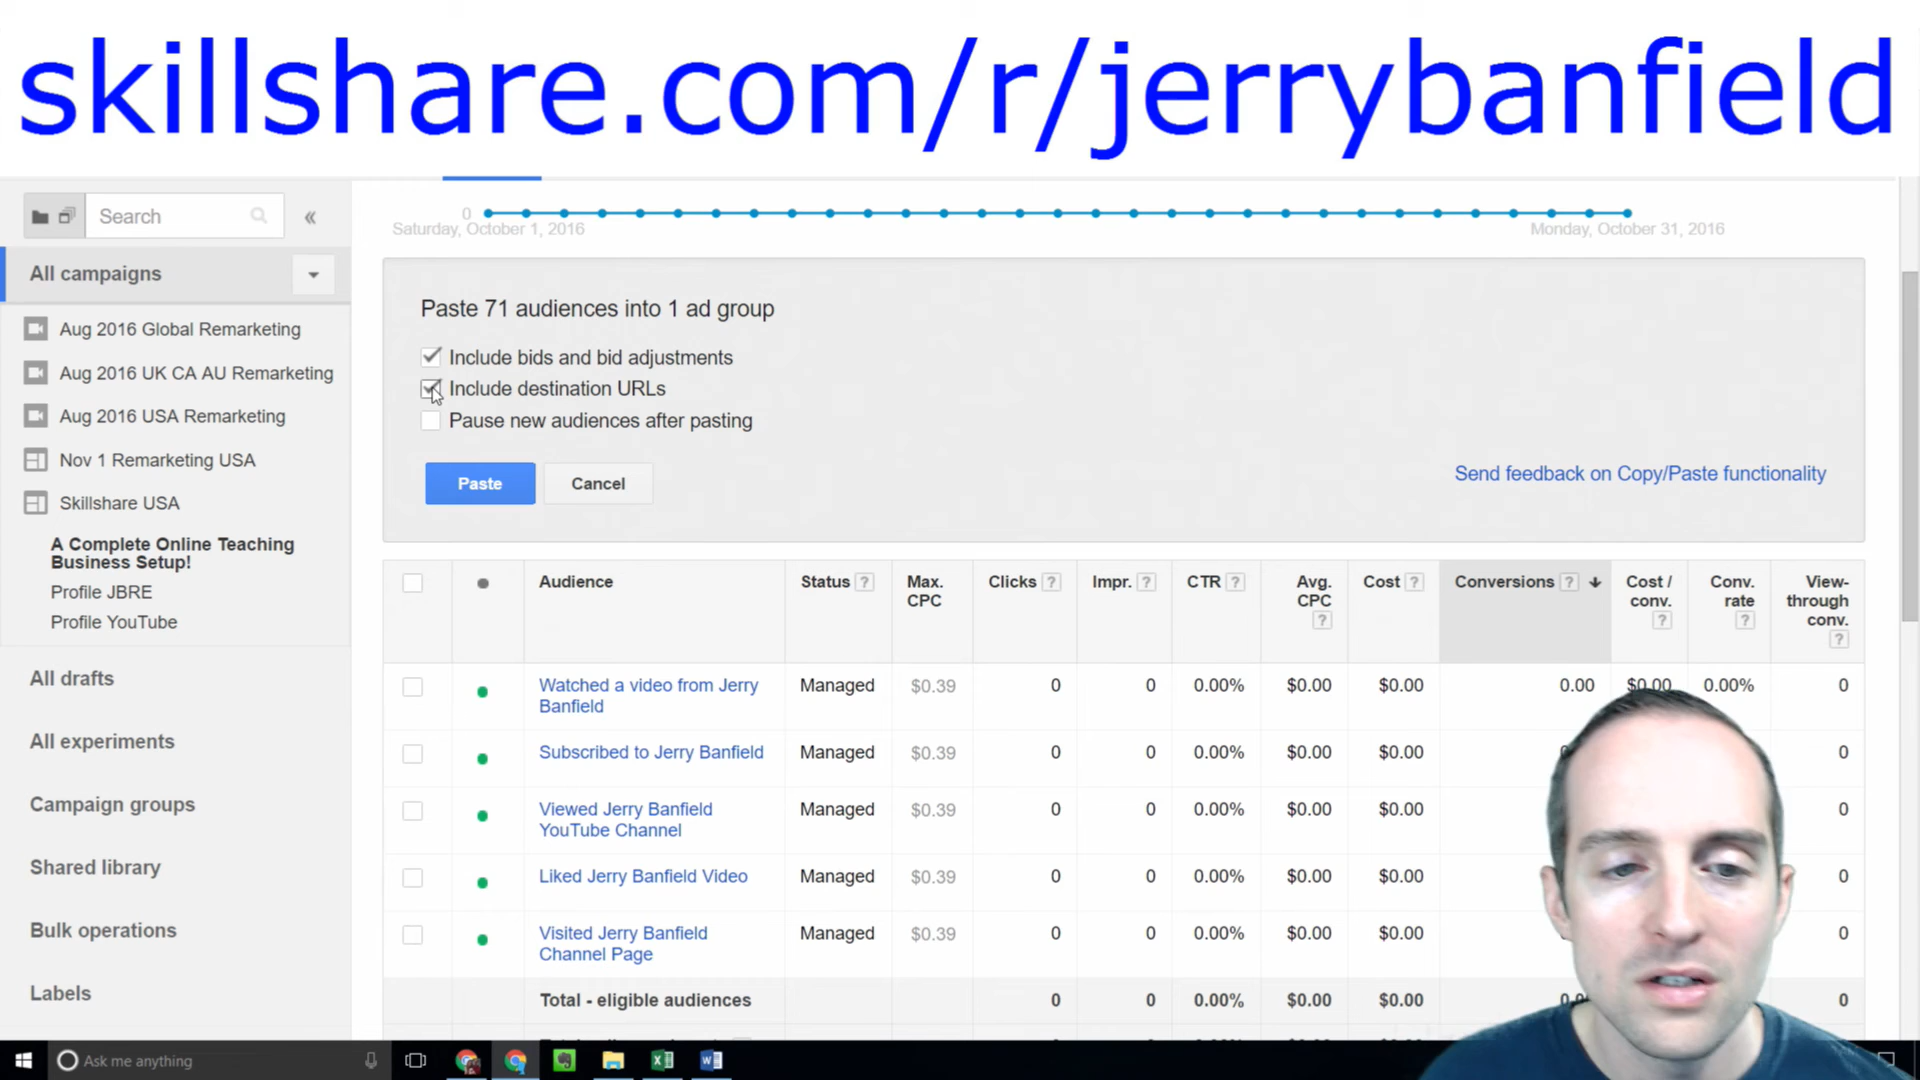 skillshare.com/r/jerrybanfield
Search
0
Saturday, October 1, 2016
Monday, October 31, 2016
All campaigns
Aug 2016 Global Remarketing
Aug 2016 UK CA AU Remarketing
Aug 2016 USA Remarketing
Nov 1 Remarketing USA
Skillshare USA
A Complete Online Teaching
Business Setup!
Profile JBRE
Profile YouTube
All drafts
All experiments
Campaign groups
Shared library
Bulk operations
Labels
Paste 71 audiences into 1 ad group
Include bids and bid adjustments
Include destination URLs
Pause new audiences after pasting
Paste
Cancel
Send feedback on Copy/Paste functionality
Audience Status ? Max. CPC Clicks ? Impr. ? CTR ? Avg. CPC ? Cost ? Conversions ? Cost / conv. ? Conv. rate ? View-through conv. ?
Watched a video from Jerry Banfield Managed $0.39 0 0 0.00% $0.00 $0.00 0.00 $0.00 0.00% 0
Subscribed to Jerry Banfield Managed $0.39 0 0 0.00% $0.00 $0.00 0
Viewed Jerry Banfield YouTube Channel Managed $0.39 0 0 0.00% $0.00 $0.00 0
Liked Jerry Banfield Video Managed $0.39 0 0 0.00% $0.00 $0.00 0
Visited Jerry Banfield Channel Page Managed $0.39 0 0 0.00% $0.00 $0.00 0
Total - eligible audiences 0 0 0.00% $0.00 $0.00 0
Ask me anything